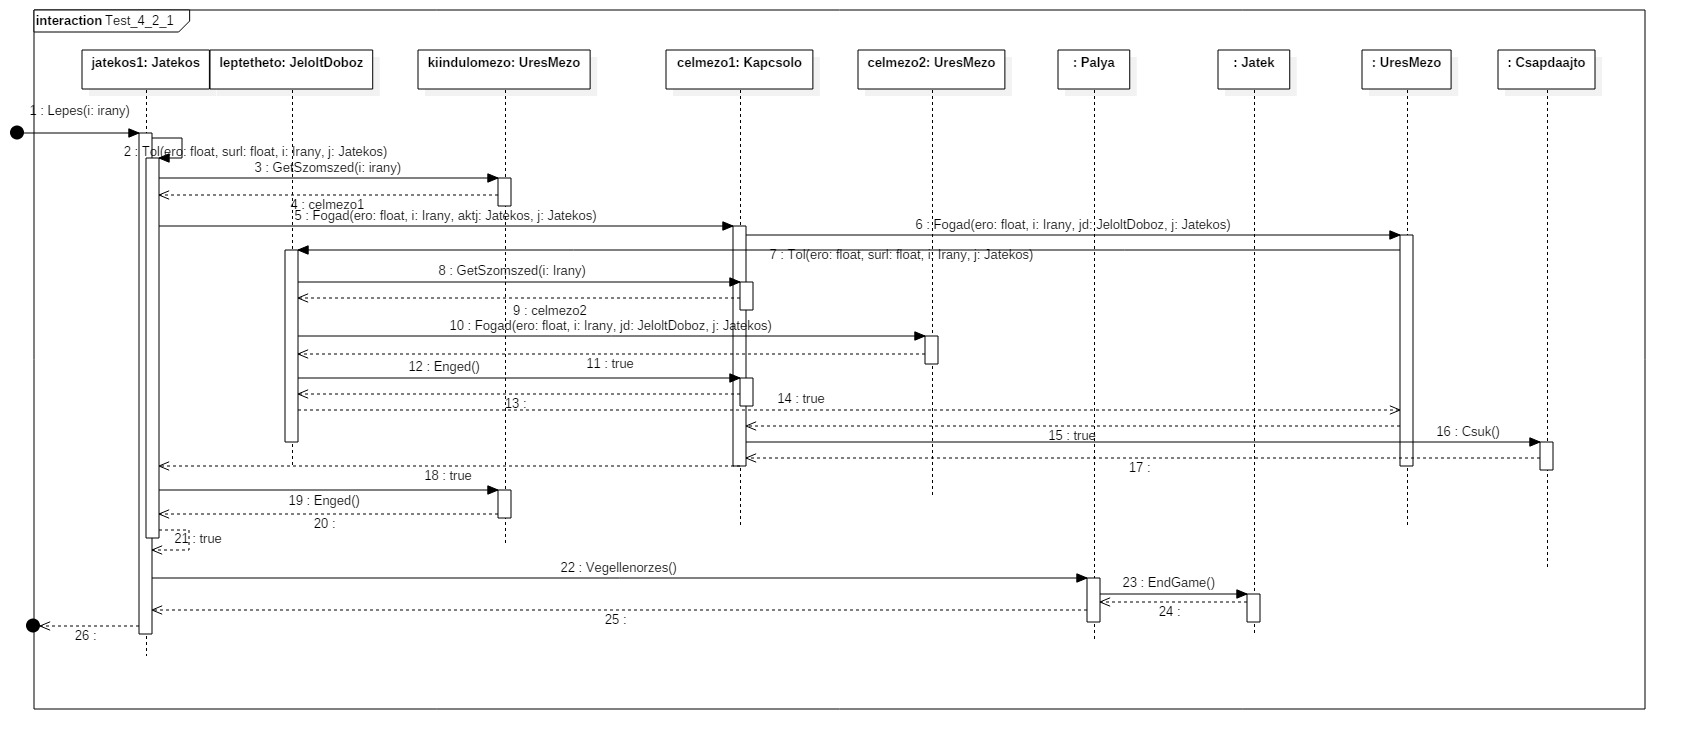 interaction Test_4_2_1
jatekos1: Jatekos
leptetheto: JeloltDoboz
kiindulomezo: UresMezo
celmezo1: Kapcsolo
celmezo2: UresMezo
: Palya
: Jatek
: UresMezo
: Csapdaajto
1 : Lepes(i: irany)
2 : Tol(ero: float, surl: float, i: Irany, j: Jatekos)
3 : GetSzomszed(i: irany)
4 : celmezo1
5 : Fogad(ero: float, i: Irany, aktj: Jatekos, j: Jatekos)
6 : Fogad(ero: float, i: Irany, jd: JeloltDoboz, j: Jatekos)
7 : Tol(ero: float, surl: float, i: Irany, j: Jatekos)
8 : GetSzomszed(i: Irany)
9 : celmezo2
10 : Fogad(ero: float, i: Irany, jd: JeloltDoboz, j: Jatekos)
11 : true
12 : Enged()
13 :
14 : true
15 : true
16 : Csuk()
17 :
18 : true
19 : Enged()
20 :
21 : true
22 : Vegellenorzes()
23 : EndGame()
24 :
25 :
26 :